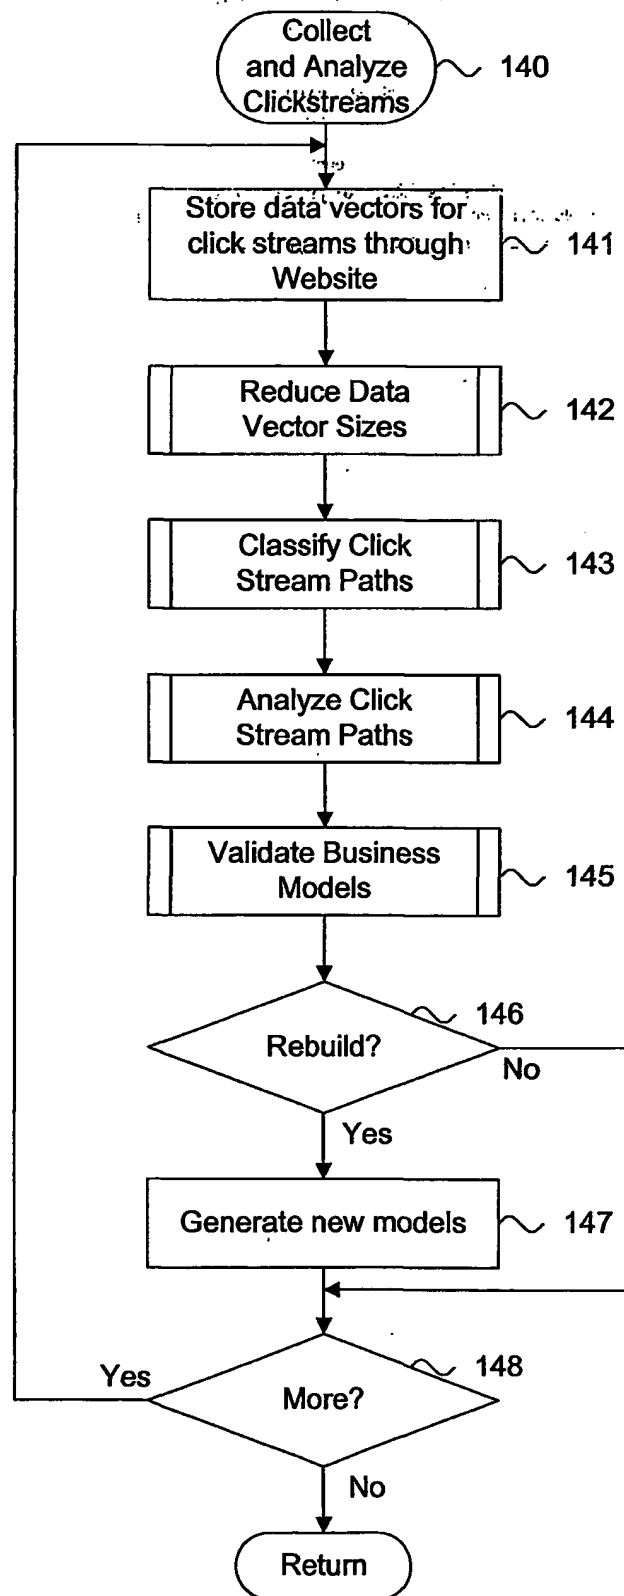 Collect
and Analyze
Clickstreams
140
Store data vectors for
click streams through
Website
141
Reduce Data
Vector Sizes
142
Classify Click
Stream Paths
143
Analyze Click
Stream Paths
144
Validate Business
Models
145
146
Rebuild?
No
Yes
Generate new models
147
148
Yes
More?
No
Return